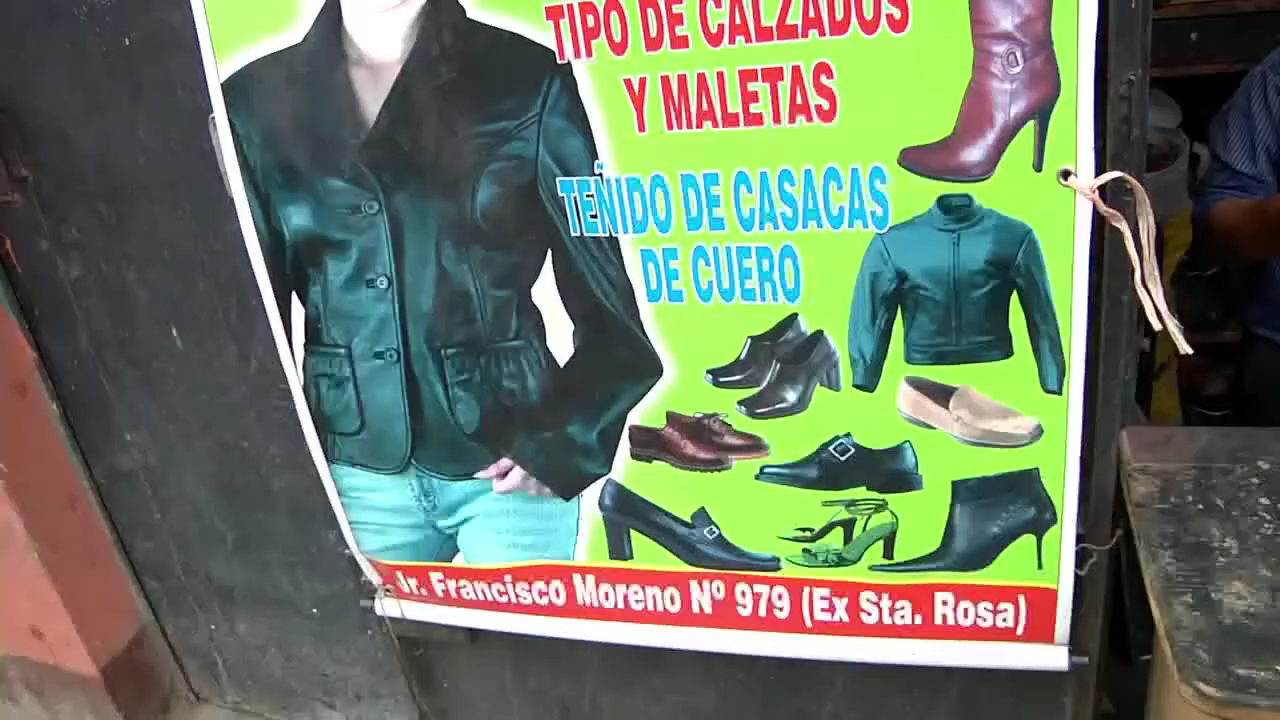 TIPO DE CALZADOS
Y MALETAS
TEÑIDO DE CASACAS
DE CUERO
Jr. Francisco Moreno Nº 979 (Ex Sta. Rosa)